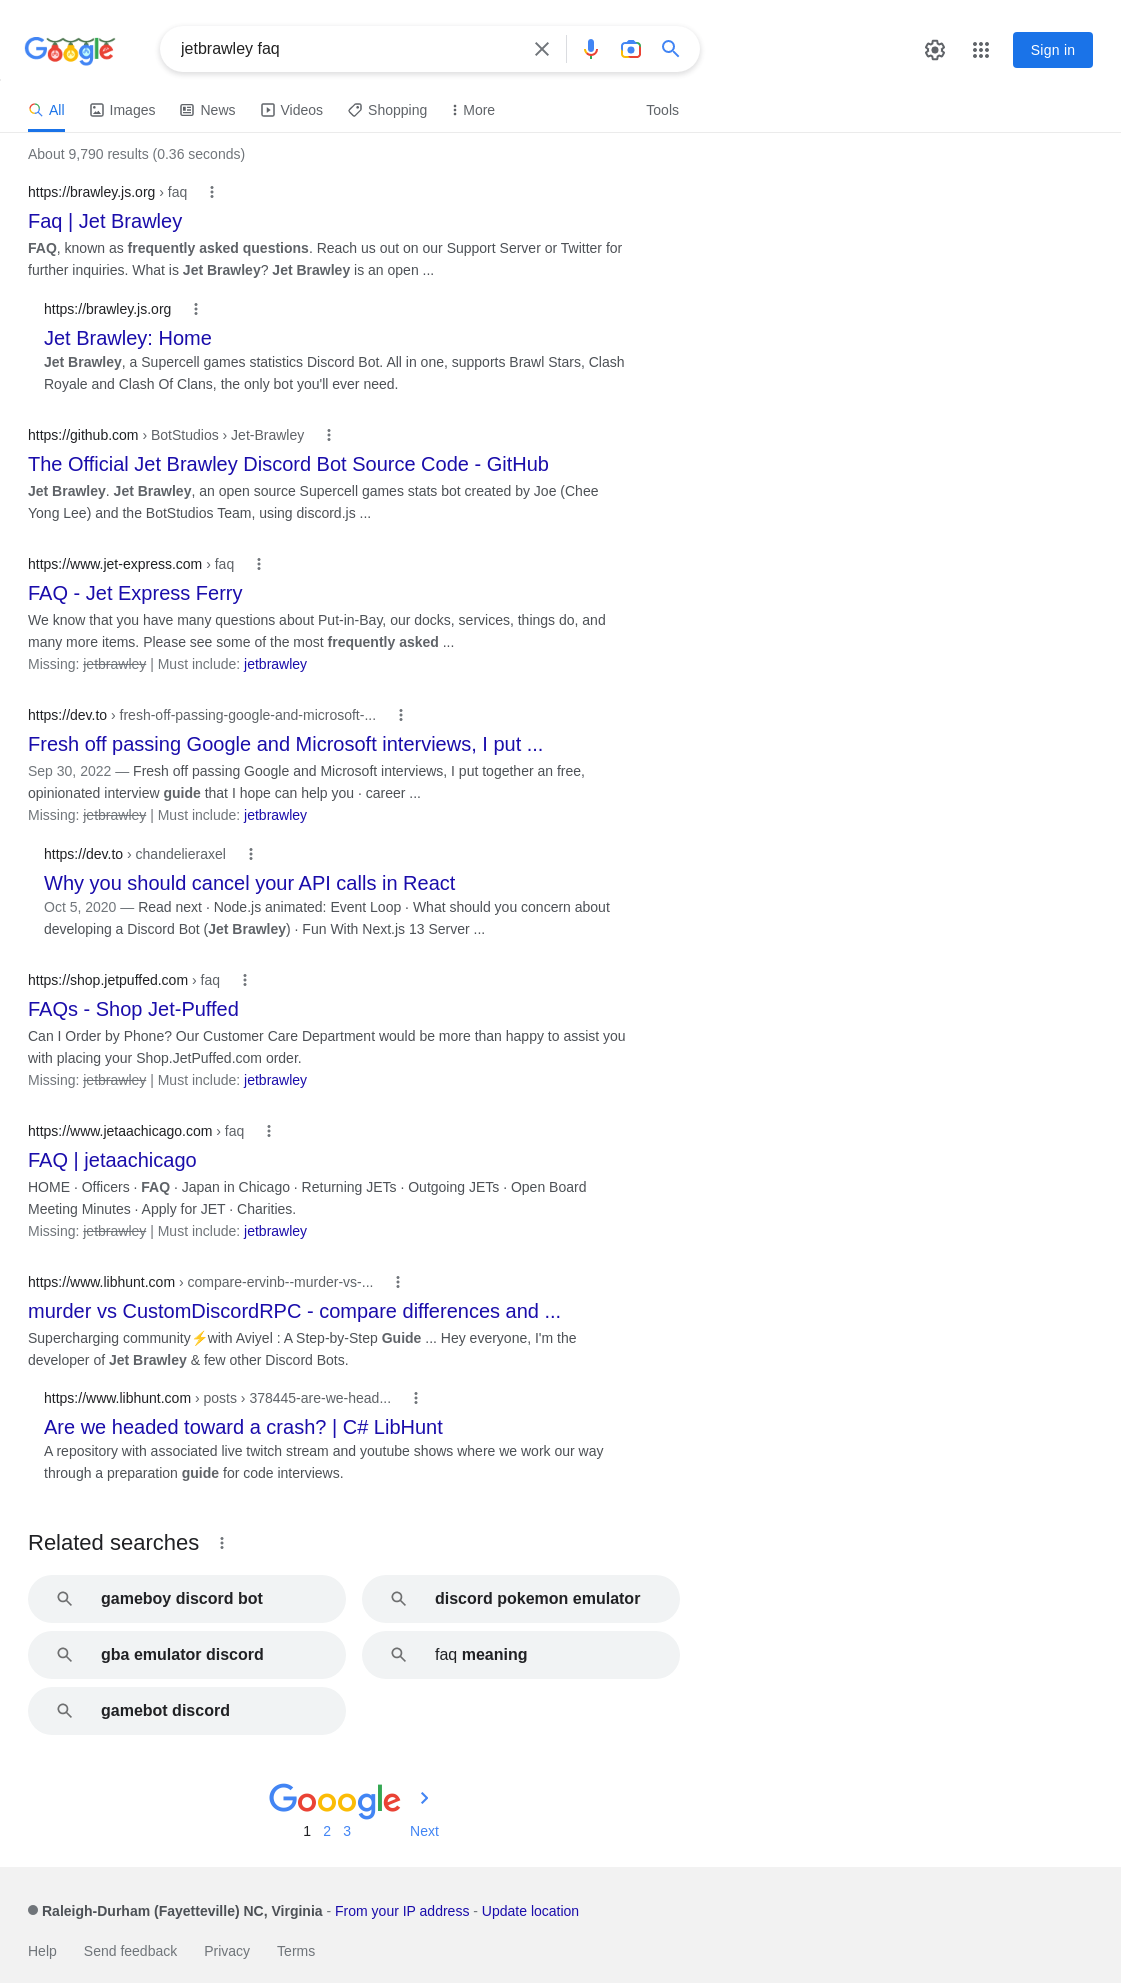 Google
jetbrawley faq
Sign in
All
Images
News
Videos
Shopping
More
Tools
About 9,790 results (0.36 seconds)
https://brawley.js.org › faq
Faq | Jet Brawley
FAQ, known as frequently asked questions. Reach us out on our Support Server or Twitter for
further inquiries. What is Jet Brawley? Jet Brawley is an open ...
https://brawley.js.org
Jet Brawley: Home
Jet Brawley, a Supercell games statistics Discord Bot. All in one, supports Brawl Stars, Clash
Royale and Clash Of Clans, the only bot you'll ever need.
https://github.com › BotStudios › Jet-Brawley
The Official Jet Brawley Discord Bot Source Code - GitHub
Jet Brawley. Jet Brawley, an open source Supercell games stats bot created by Joe (Chee
Yong Lee) and the BotStudios Team, using discord.js ...
https://www.jet-express.com › faq
FAQ - Jet Express Ferry
We know that you have many questions about Put-in-Bay, our docks, services, things do, and
many more items. Please see some of the most frequently asked ...
Missing: jetbrawley | Must include: jetbrawley
https://dev.to › fresh-off-passing-google-and-microsoft-...
Fresh off passing Google and Microsoft interviews, I put ...
Sep 30, 2022 — Fresh off passing Google and Microsoft interviews, I put together an free,
opinionated interview guide that I hope can help you · career ...
Missing: jetbrawley | Must include: jetbrawley
https://dev.to › chandelieraxel
Why you should cancel your API calls in React
Oct 5, 2020 — Read next · Node.js animated: Event Loop · What should you concern about
developing a Discord Bot (Jet Brawley) · Fun With Next.js 13 Server ...
https://shop.jetpuffed.com › faq
FAQs - Shop Jet-Puffed
Can I Order by Phone? Our Customer Care Department would be more than happy to assist you
with placing your Shop.JetPuffed.com order.
Missing: jetbrawley | Must include: jetbrawley
https://www.jetaachicago.com › faq
FAQ | jetaachicago
HOME · Officers · FAQ · Japan in Chicago · Returning JETs · Outgoing JETs · Open Board
Meeting Minutes · Apply for JET · Charities.
Missing: jetbrawley | Must include: jetbrawley
https://www.libhunt.com › compare-ervinb--murder-vs-...
murder vs CustomDiscordRPC - compare differences and ...
Supercharging community⚡with Aviyel : A Step-by-Step Guide ... Hey everyone, I'm the
developer of Jet Brawley & few other Discord Bots.
https://www.libhunt.com › posts › 378445-are-we-head...
Are we headed toward a crash? | C# LibHunt
A repository with associated live twitch stream and youtube shows where we work our way
through a preparation guide for code interviews.
Related searches
gameboy discord bot
discord pokemon emulator
gba emulator discord
faq meaning
gamebot discord
Gooogle
1 2 3 Next
Raleigh-Durham (Fayetteville) NC, Virginia - From your IP address - Update location
Help Send feedback Privacy Terms